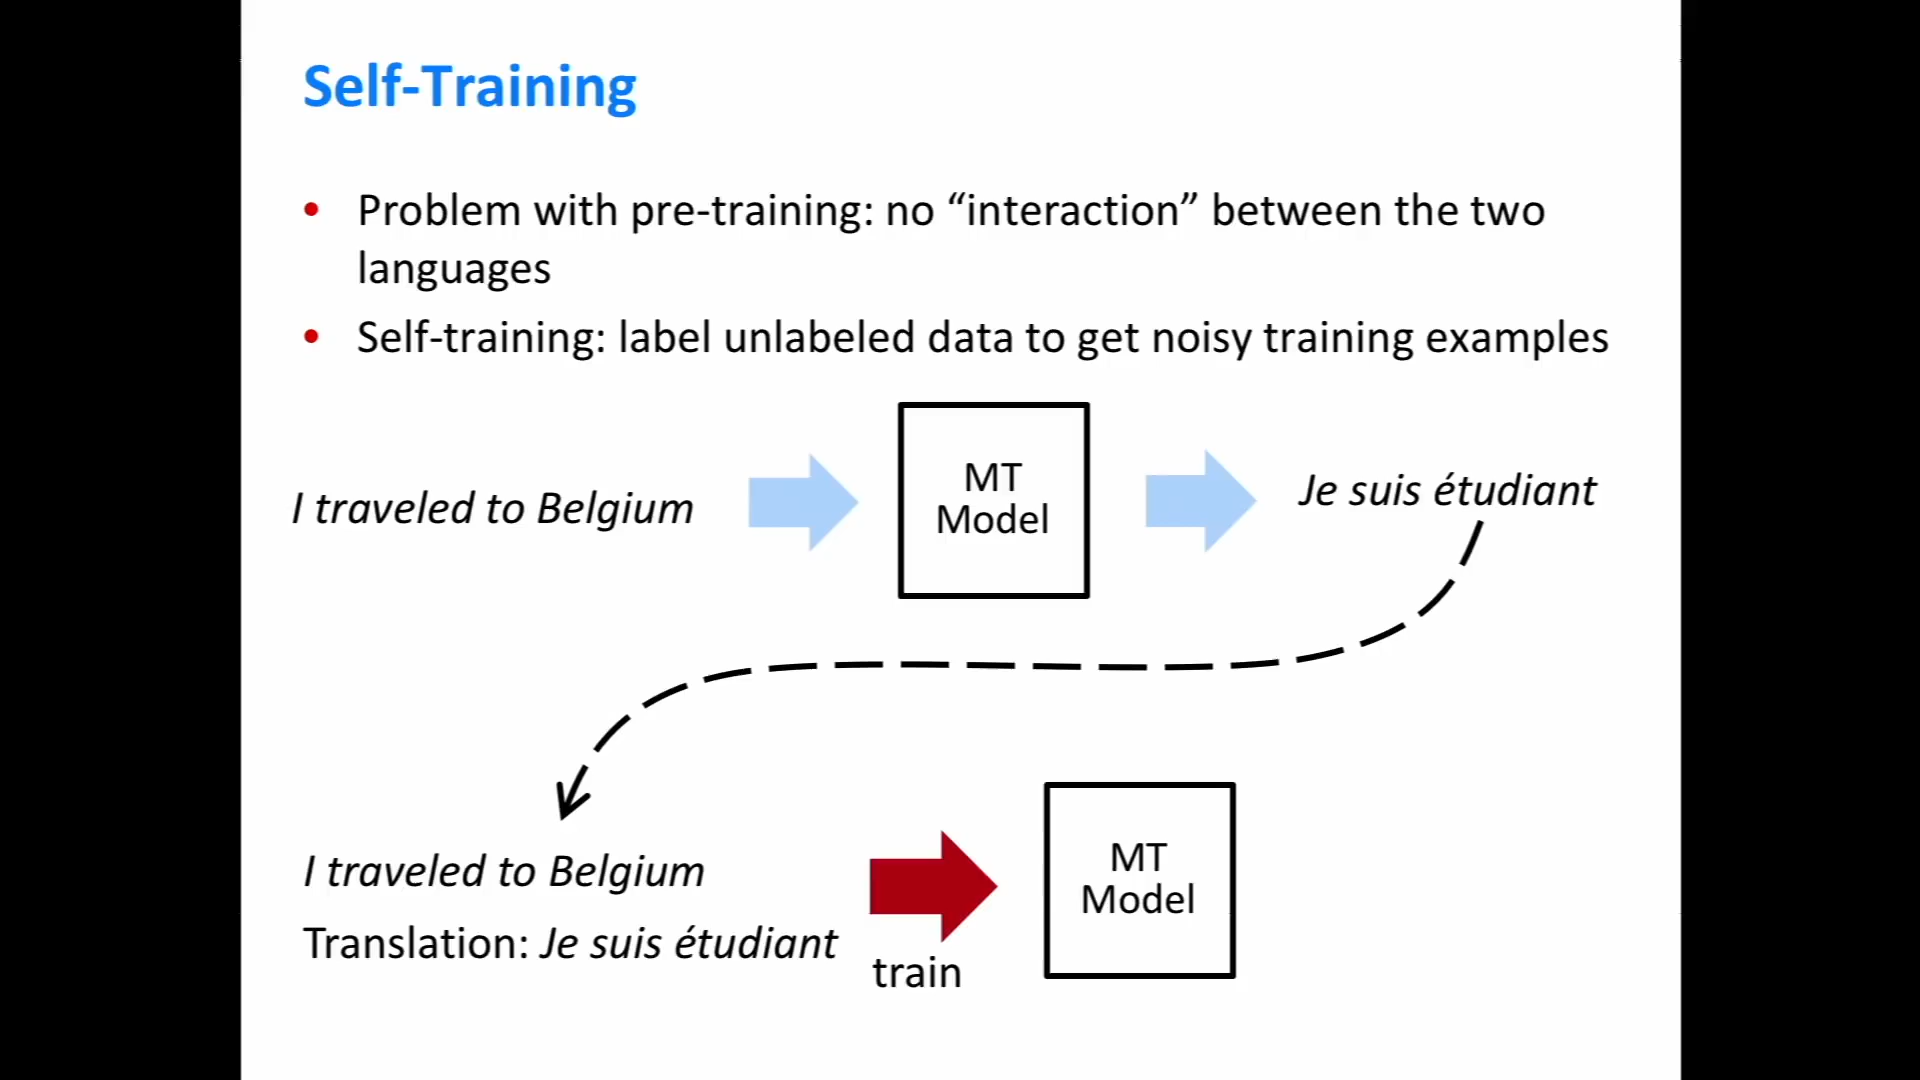 Self-Training
• Problem with pre-training: no “interaction” between the two
languages
• Self-training: label unlabeled data to get noisy training examples
I traveled to Belgium
MT
Model
Je suis étudiant
I traveled to Belgium
Translation: Je suis étudiant
train
MT
Model